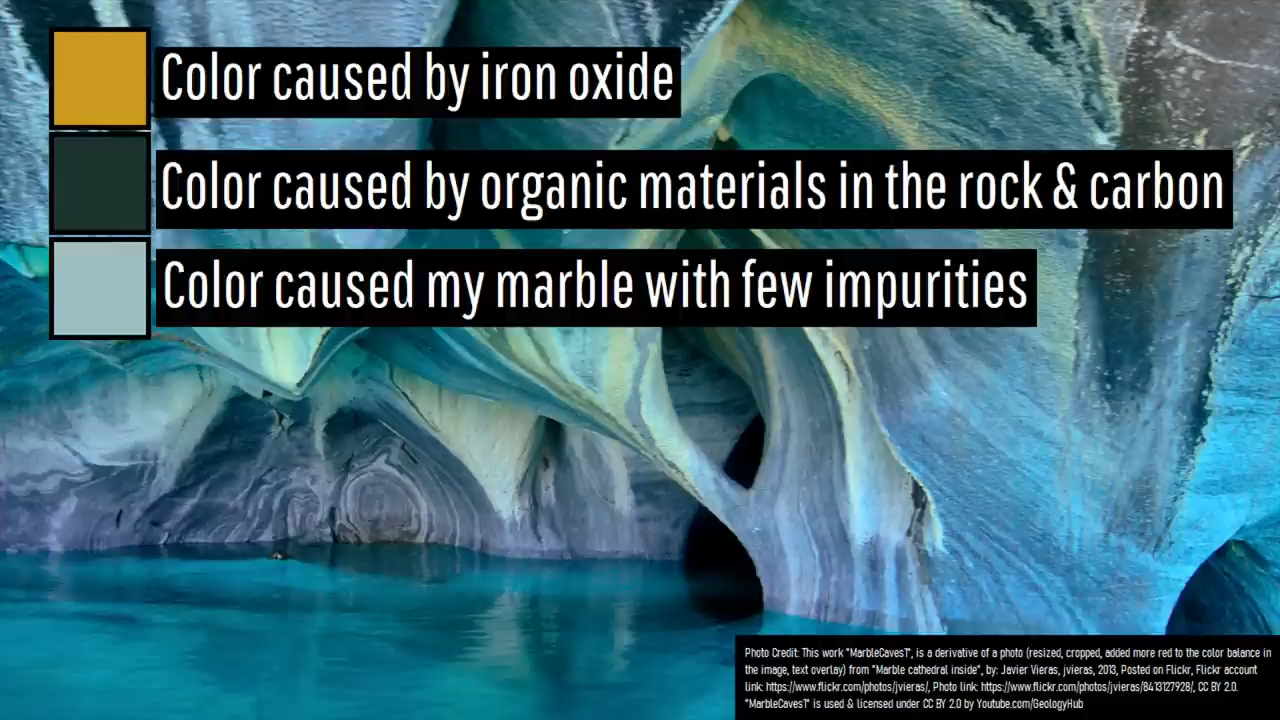 Color caused by iron oxide
Color caused by organic materials in the rock & carbon
Color caused my marble with few impurities
Photo Credit: This work "MarbleCaves1", is a derivative of a photo (resized, cropped, added more red to the color balance in
the image, text overlay) from "Marble cathedral inside", by: Javier Vieras, jvieras, 2013, Posted on Flickr, Flickr account
link: https://www.flickr.com/photos/jvieras/, Photo link: https://www.flickr.com/photos/jvieras/8413127928/, CC BY 2.0.
"MarbleCaves1" is used & licensed under CC BY 2.0 by Youtube.com/GeologyHub